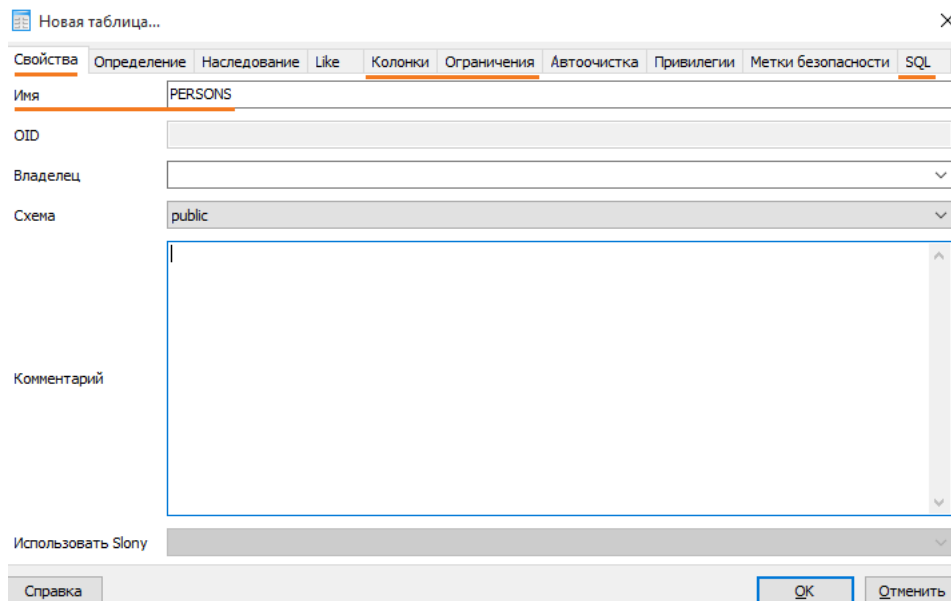 Новая таблица...
Свойства Определение Наследование Like Колонки Ограничения Автоочистка Привилегии Метки безопасности SQL
Имя PERSONS
OID
Владелец
Схема public
Комментарий
Использовать Slony
Справка OK Отменить